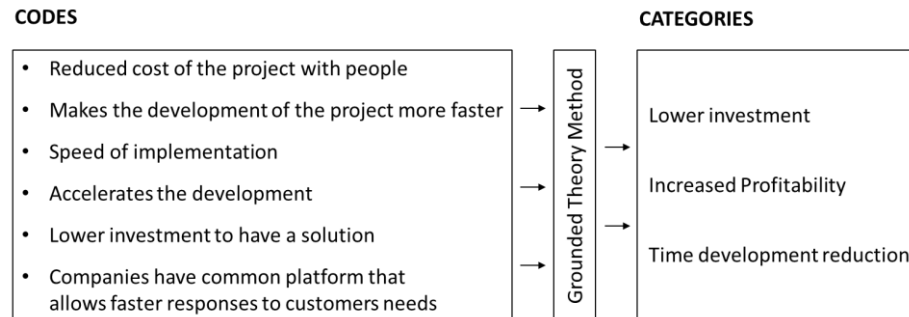 CODES
• Reduced cost of the project with people
• Makes the development of the project more faster
• Speed of implementation
• Accelerates the development
• Lower investment to have a solution
• Companies have common platform that
allows faster responses to customers needs
Grounded Theory Method
CATEGORIES
Lower investment
Increased Profitability
Time development reduction